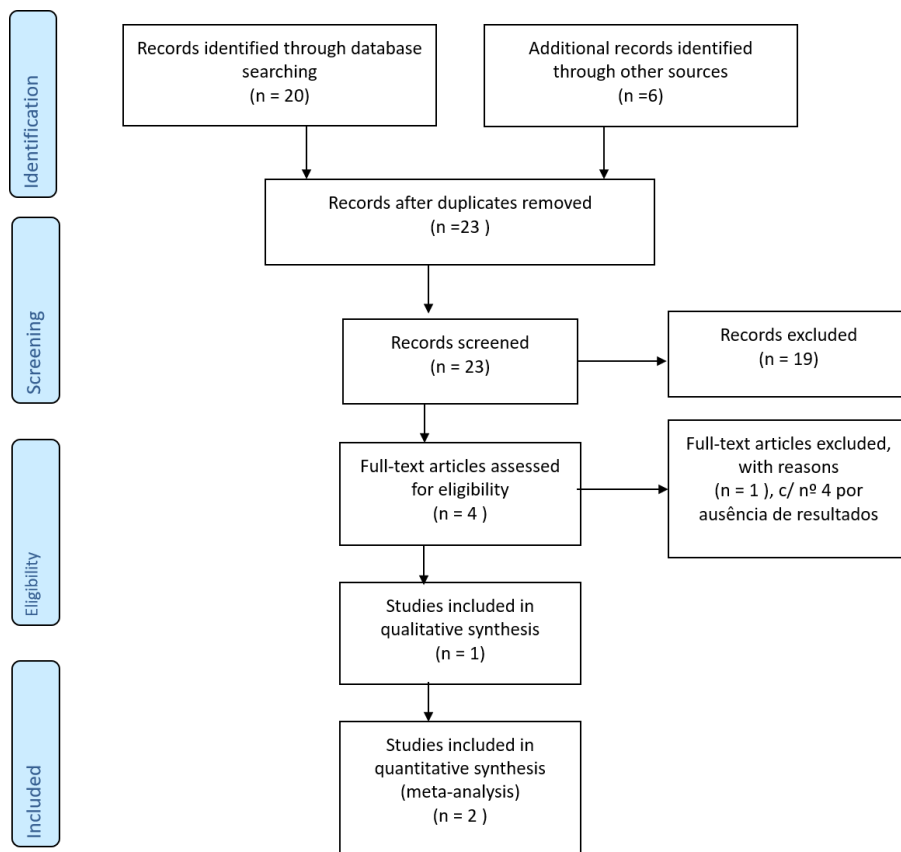 Identification
Records identified through database
searching
(n = 20)
Additional records identified
through other sources
(n =6)
Records after duplicates removed
(n =23 )
Screening
Records screened
(n = 23)
Records excluded
(n = 19)
Eligibility
Full-text articles assessed
for eligibility
(n = 4 )
Full-text articles excluded,
with reasons
(n = 1 ), c/ nº 4 por
ausência de resultados
Studies included in
qualitative synthesis
(n = 1)
Included
Studies included in
quantitative synthesis
(meta-analysis)
(n = 2 )